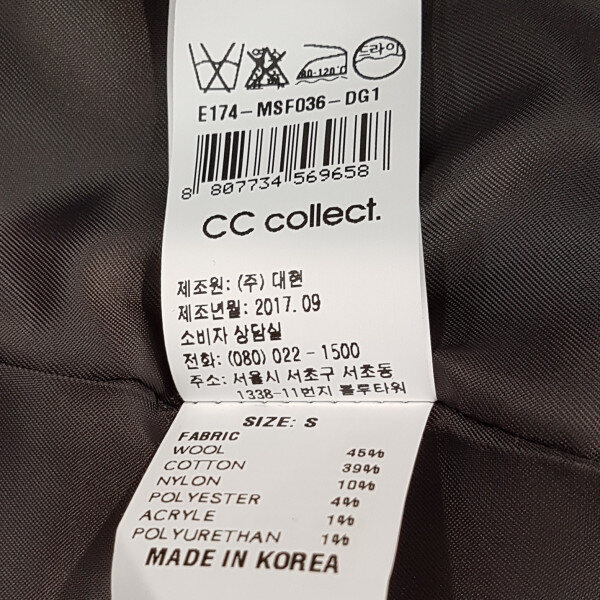 드라이
80-120°C
E174-MSF036-DG1
8 807734 569658
CC collect.
제조원: (주) 대현
제조년월: 2017.09
소비자 상담실
전화: (080) 022-1500
주소: 서울시 서초구 서초동
1338-11번지 블루타워
SIZE: S
FABRIC
WOOL 45%
COTTON 39%
NYLON 10%
POLYESTER 4%
ACRYLE 1%
POLYURETHAN 1%
MADE IN KOREA